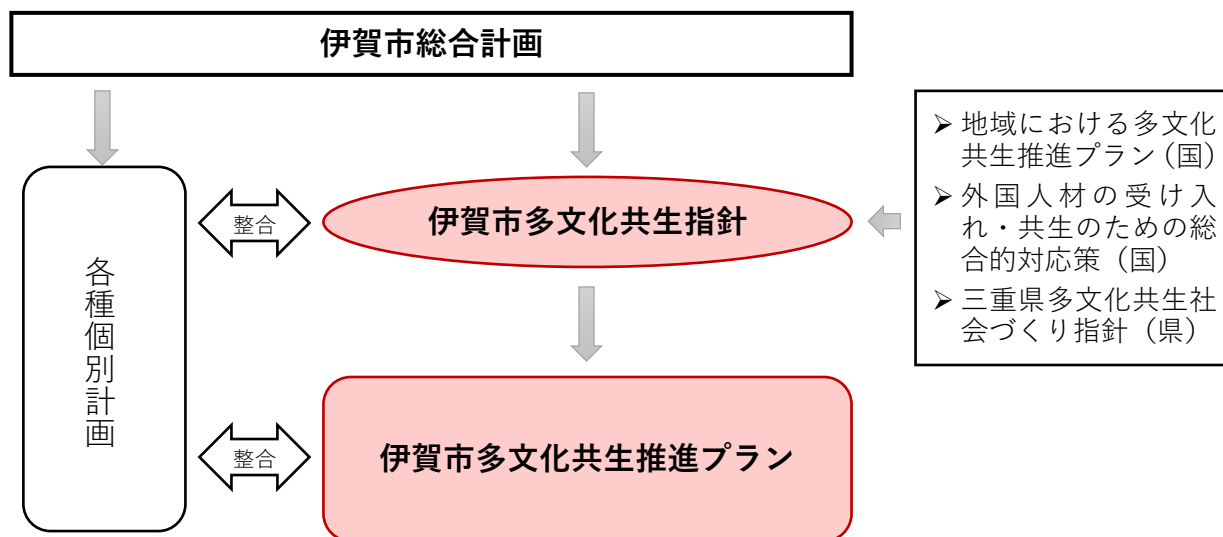 伊賀市総合計画
➢ 地域における多文化
共生推進プラン（国）
➢ 外国人材の受け入
れ・共生のための総
合的対応策（国）
➢ 三重県多文化共生社
会づくり指針（県）
整合
伊賀市多文化共生指針
各種個別計画
整合
伊賀市多文化共生推進プラン